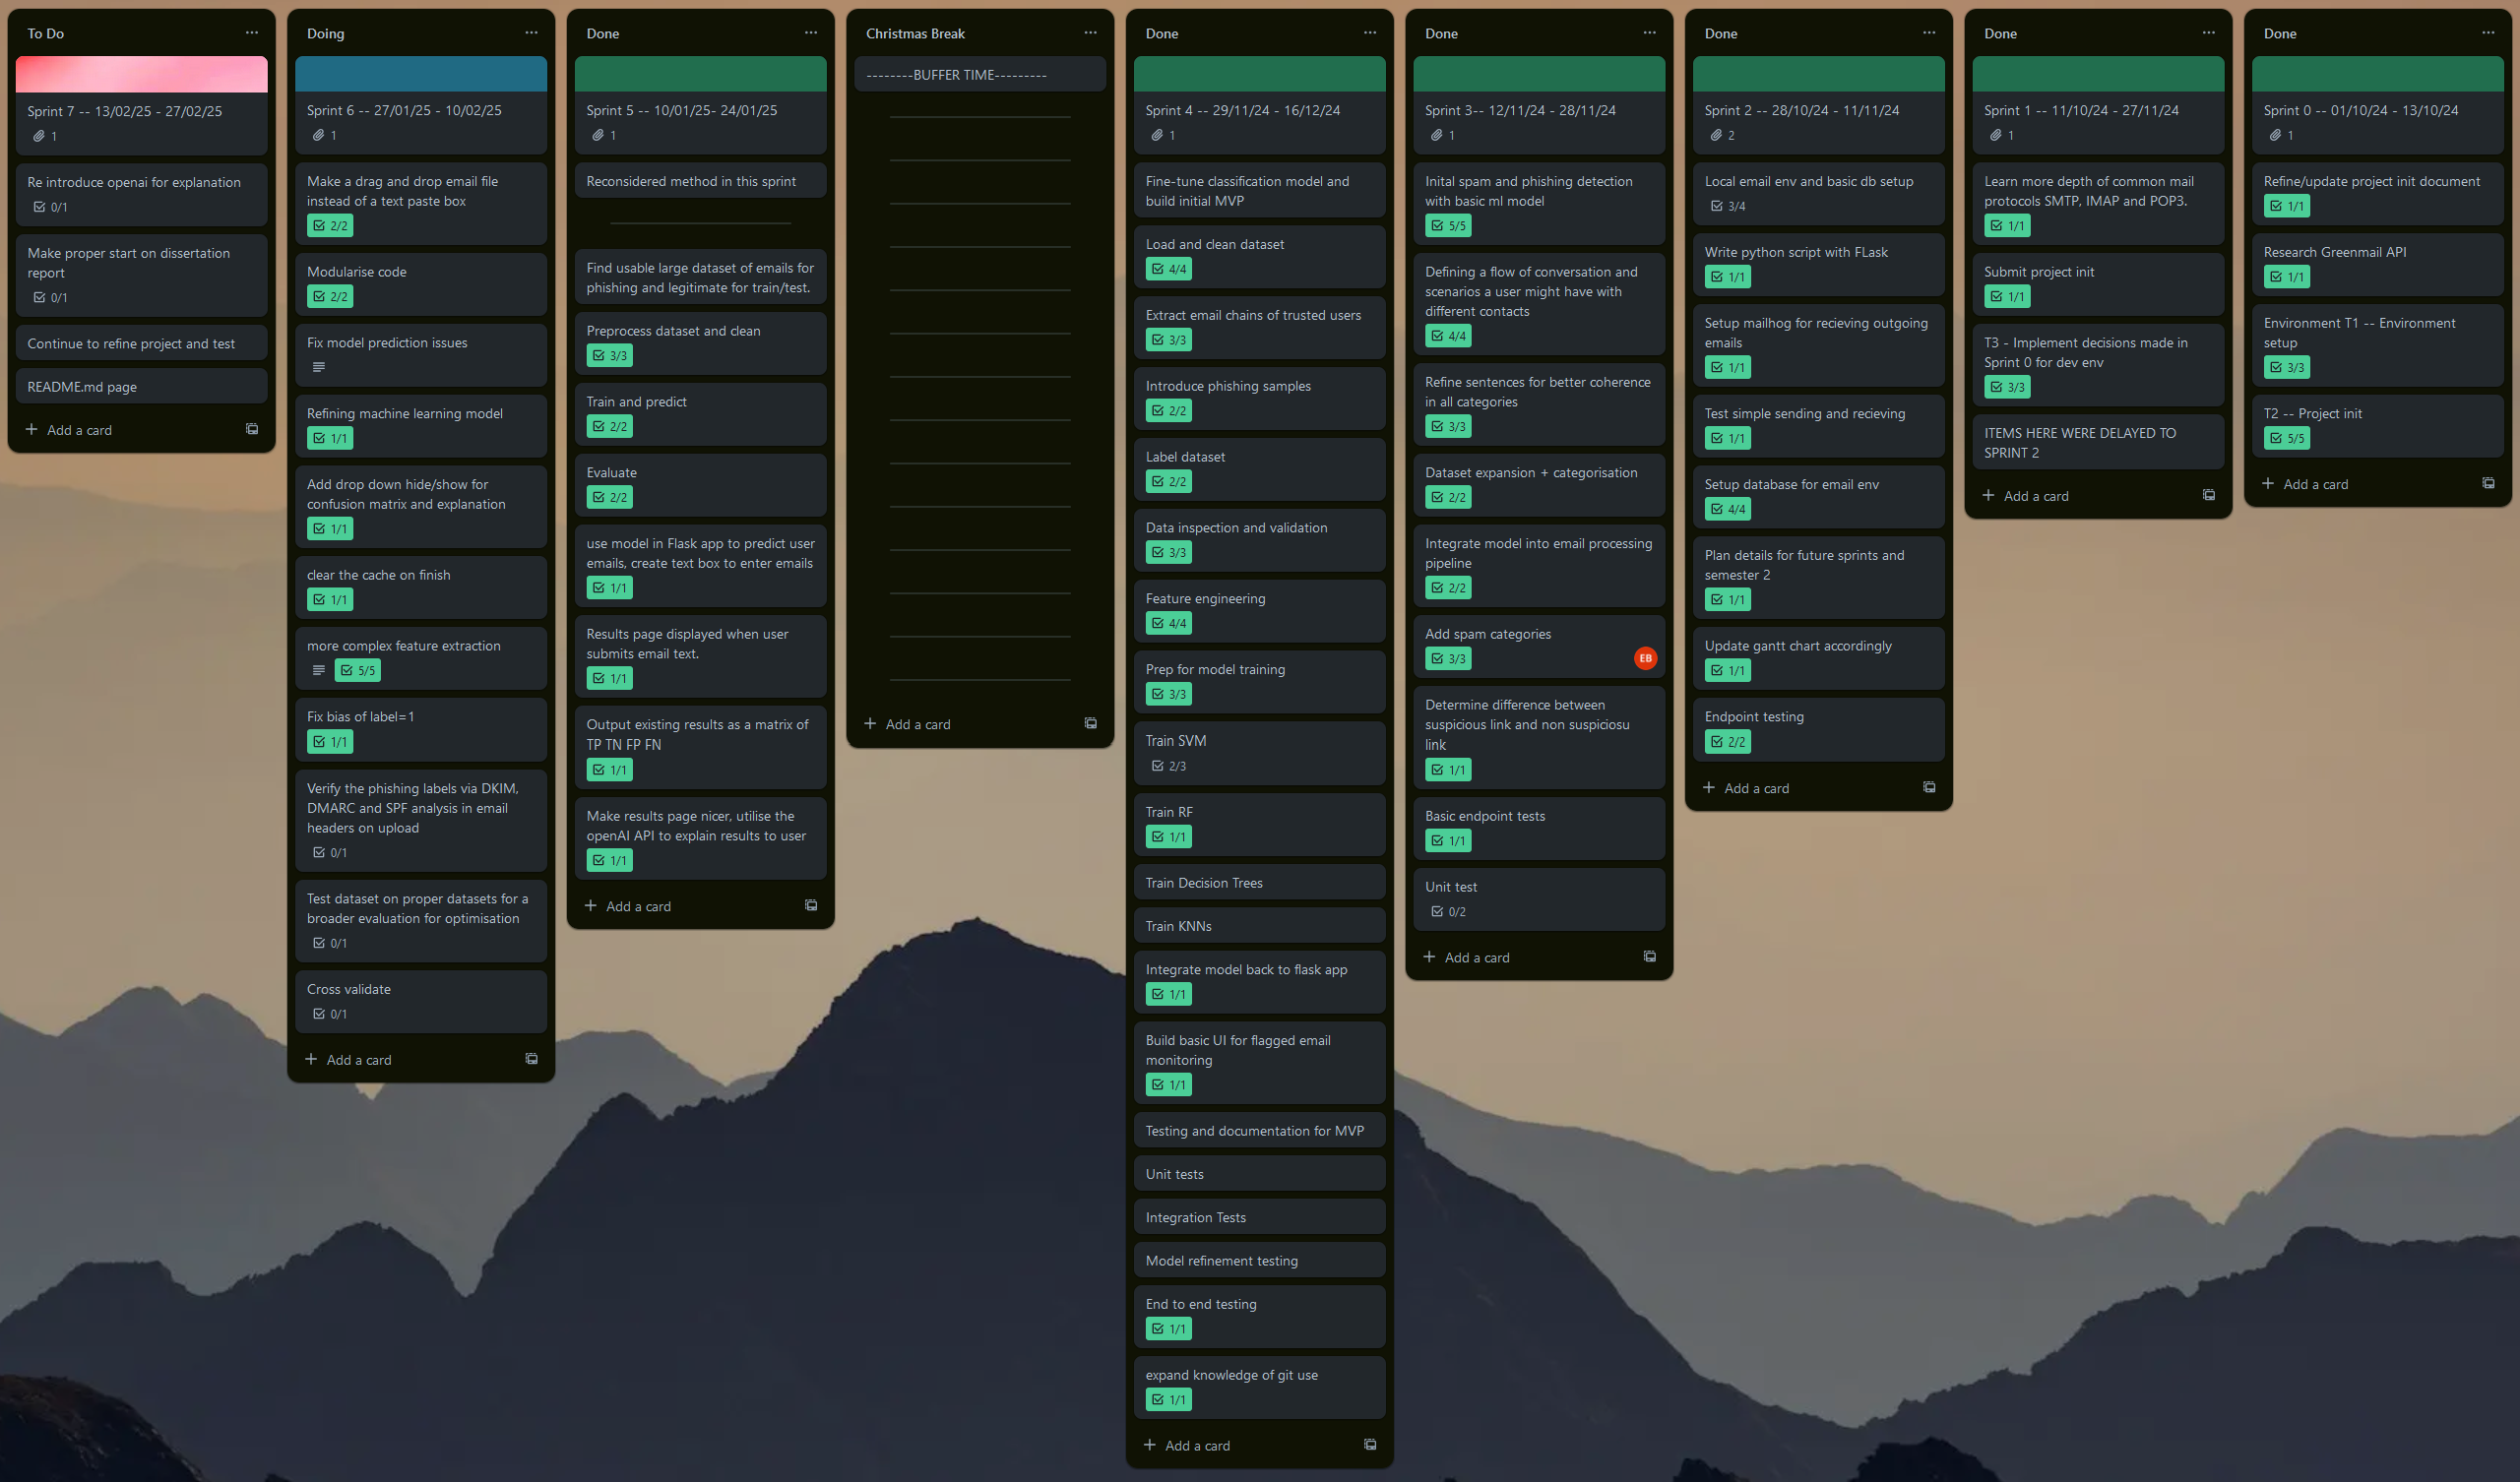 To Do
Sprint 7 -- 13/02/25 - 27/02/25
1
Re introduce openai for explanation
0/1
Make proper start on dissertation
report
0/1
Continue to refine project and test
README.md page
Add a card
Doing
Sprint 6 -- 27/01/25 - 10/02/25
1
Make a drag and drop email file
instead of a text paste box
2/2
Modularise code
2/2
Fix model prediction issues
Refining machine learning model
1/1
Add drop down hide/show for
confusion matrix and explanation
1/1
clear the cache on finish
1/1
more complex feature extraction
5/5
Fix bias of label=1
1/1
Verify the phishing labels via DKIM,
DMARC and SPF analysis in email
headers on upload
0/1
Test dataset on proper datasets for a
broader evaluation for optimisation
0/1
Cross validate
0/1
Add a card
Done
Sprint 5 -- 10/01/25- 24/01/25
1
Reconsidered method in this sprint
Find usable large dataset of emails for
phishing and legitimate for train/test.
Preprocess dataset and clean
3/3
Train and predict
2/2
Evaluate
2/2
use model in Flask app to predict user
emails, create text box to enter emails
1/1
Results page displayed when user
submits email text.
1/1
Output existing results as a matrix of
TP TN FP FN
1/1
Make results page nicer, utilise the
openAI API to explain results to user
1/1
Add a card
Christmas Break
--------BUFFER TIME---------
Add a card
Done
Sprint 4 -- 29/11/24 - 16/12/24
1
Fine-tune classification model and
build initial MVP
Load and clean dataset
4/4
Extract email chains of trusted users
3/3
Introduce phishing samples
2/2
Label dataset
2/2
Data inspection and validation
3/3
Feature engineering
4/4
Prep for model training
3/3
Train SVM
2/3
Train RF
1/1
Train Decision Trees
Train KNNs
Integrate model back to flask app
1/1
Build basic UI for flagged email
monitoring
1/1
Testing and documentation for MVP
Unit tests
Integration Tests
Model refinement testing
End to end testing
1/1
expand knowledge of git use
1/1
Add a card
Done
Sprint 3-- 12/11/24 - 28/11/24
1
Inital spam and phishing detection
with basic ml model
5/5
Defining a flow of conversation and
scenarios a user might have with
different contacts
4/4
Refine sentences for better coherence
in all categories
3/3
Dataset expansion + categorisation
2/2
Integrate model into email processing
pipeline
2/2
Add spam categories
3/3
EB
Determine difference between
suspicious link and non suspiciosu
link
1/1
Basic endpoint tests
1/1
Unit test
0/2
Add a card
Done
Sprint 2 -- 28/10/24 - 11/11/24
2
Local email env and basic db setup
3/4
Write python script with FLask
1/1
Setup mailhog for recieving outgoing
emails
1/1
Test simple sending and recieving
1/1
Setup database for email env
4/4
Plan details for future sprints and
semester 2
1/1
Update gantt chart accordingly
1/1
Endpoint testing
2/2
Add a card
Done
Sprint 1 -- 11/10/24 - 27/11/24
1
Learn more depth of common mail
protocols SMTP, IMAP and POP3.
1/1
Submit project init
1/1
T3 - Implement decisions made in
Sprint 0 for dev env
3/3
ITEMS HERE WERE DELAYED TO
SPRINT 2
Add a card
Done
Sprint 0 -- 01/10/24 - 13/10/24
1
Refine/update project init document
1/1
Research Greenmail API
1/1
Environment T1 -- Environment
setup
3/3
T2 -- Project init
5/5
Add a card